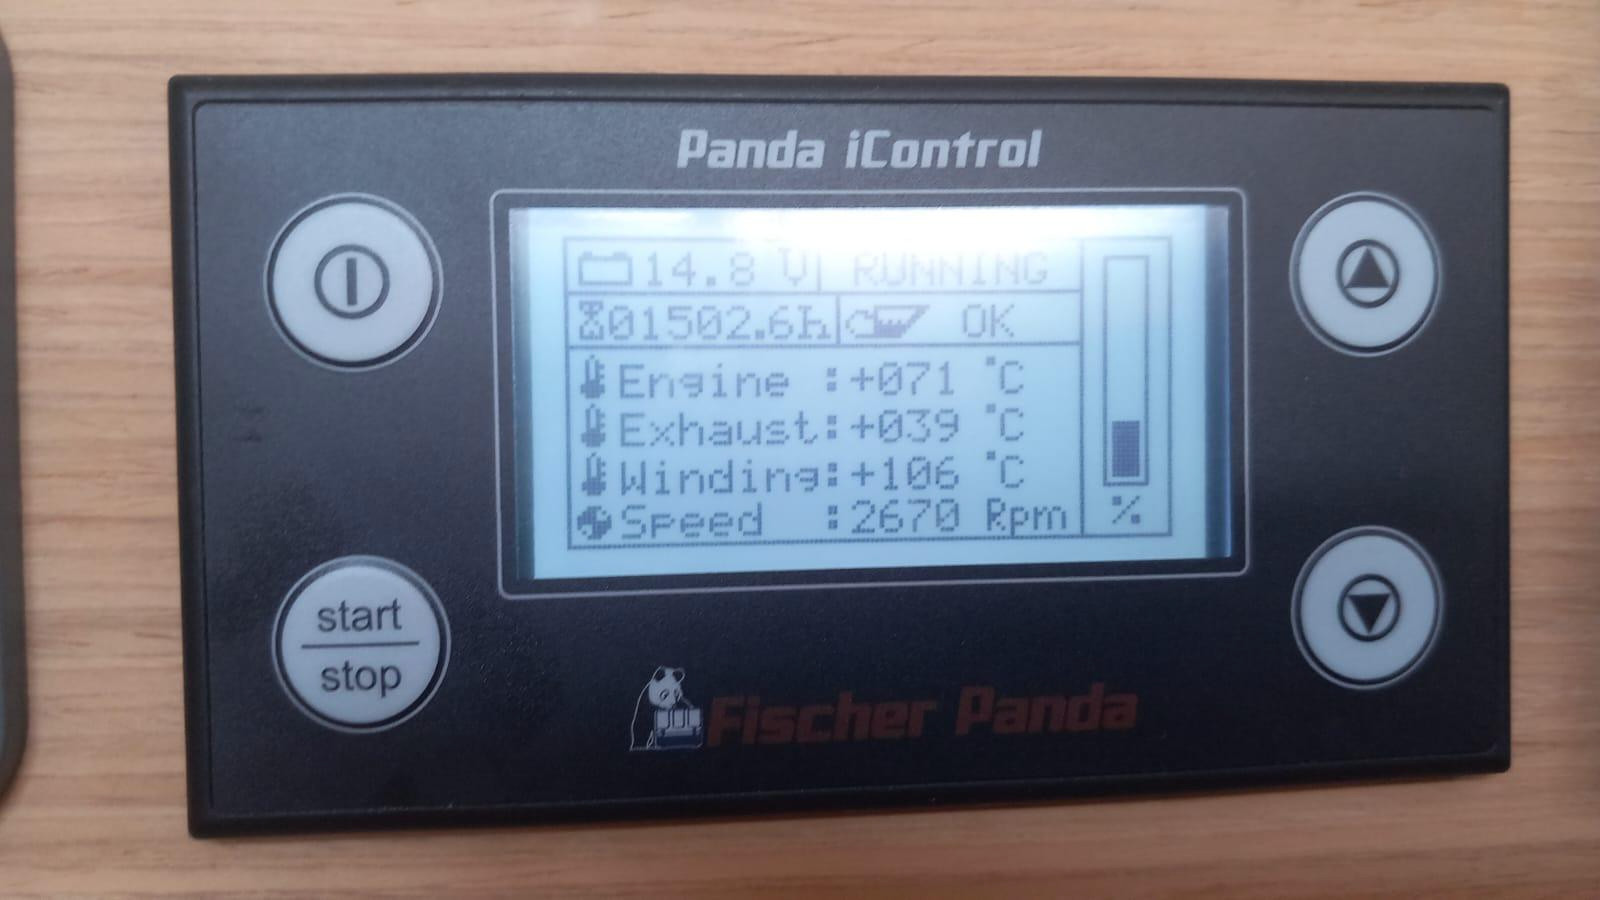 Panda iControl
14.8 V RUNNING
01502.6h OK
Engine :+071 °C
Exhaust:+039 °C
Winding:+106 °C
Speed :2670 Rpm
%
start
stop
Fischer Panda